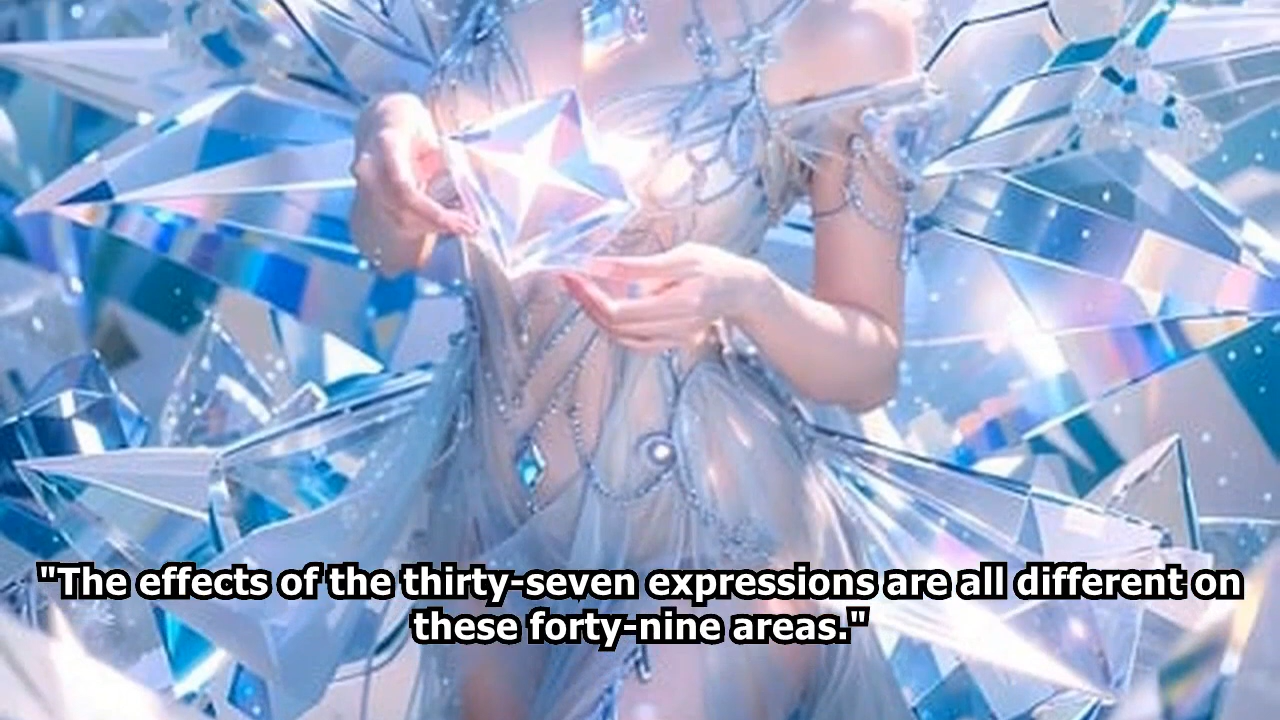 "The effects of the thirty-seven expressions are all different on
these forty-nine areas."